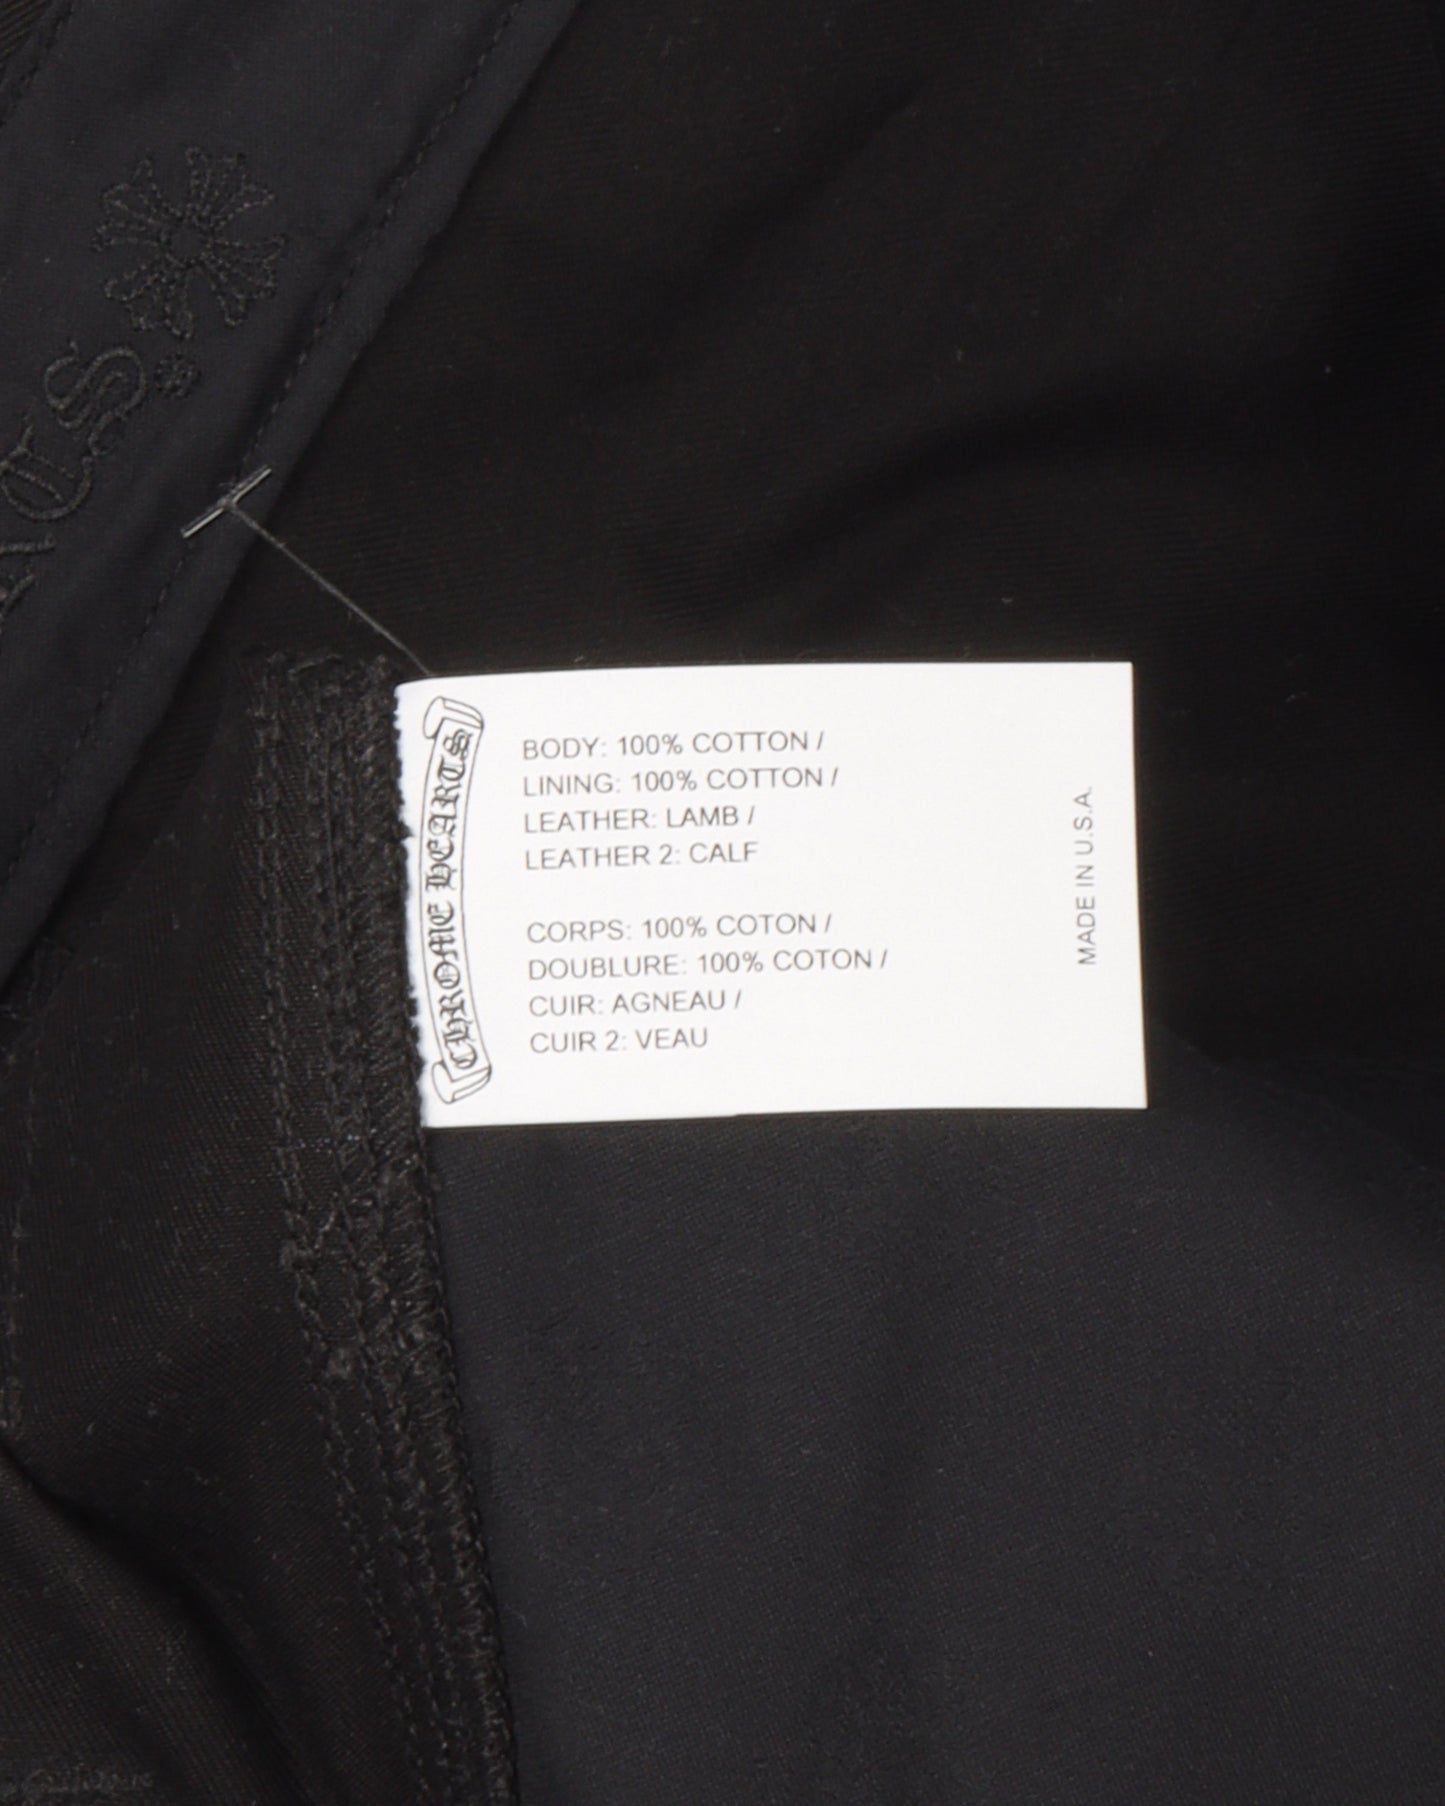 CHROME HEARTS
BODY: 100% COTTON /
LINING: 100% COTTON /
LEATHER: LAMB /
LEATHER 2: CALF
CORPS: 100% COTON /
DOUBLURE: 100% COTON /
CUIR: AGNEAU /
CUIR 2: VEAU
MADE IN U.S.A.